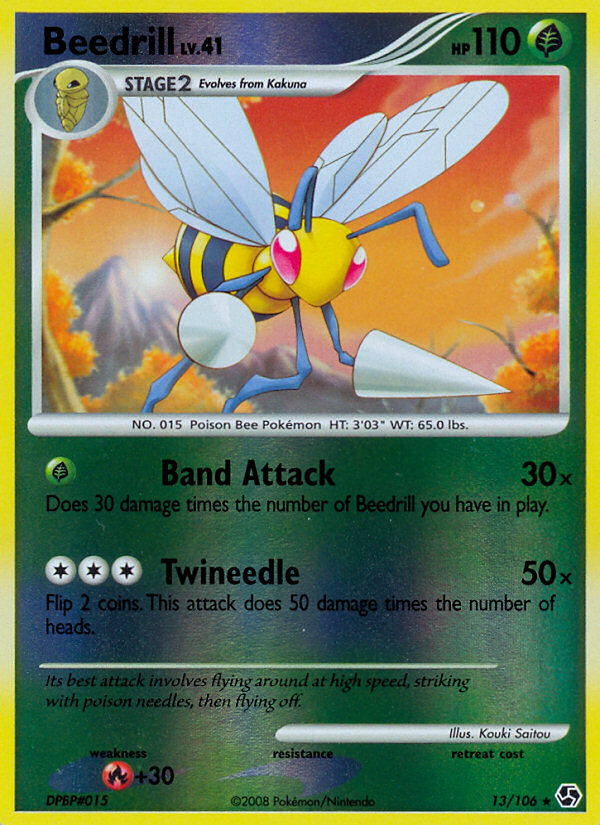 Beedrill LV.41
HP 110
STAGE2 Evolves from Kakuna
NO. 015 Poison Bee Pokémon HT: 3'03" WT: 65.0 lbs.
Band Attack 30x
Does 30 damage times the number of Beedrill you have in play.
Twineedle 50x
Flip 2 coins. This attack does 50 damage times the number of
heads.
Its best attack involves flying around at high speed, striking
with poison needles, then flying off.
Illus. Kouki Saitou
weakness resistance retreat cost
+30
DPBP#015 ©2008 Pokémon/Nintendo 13/106 ★